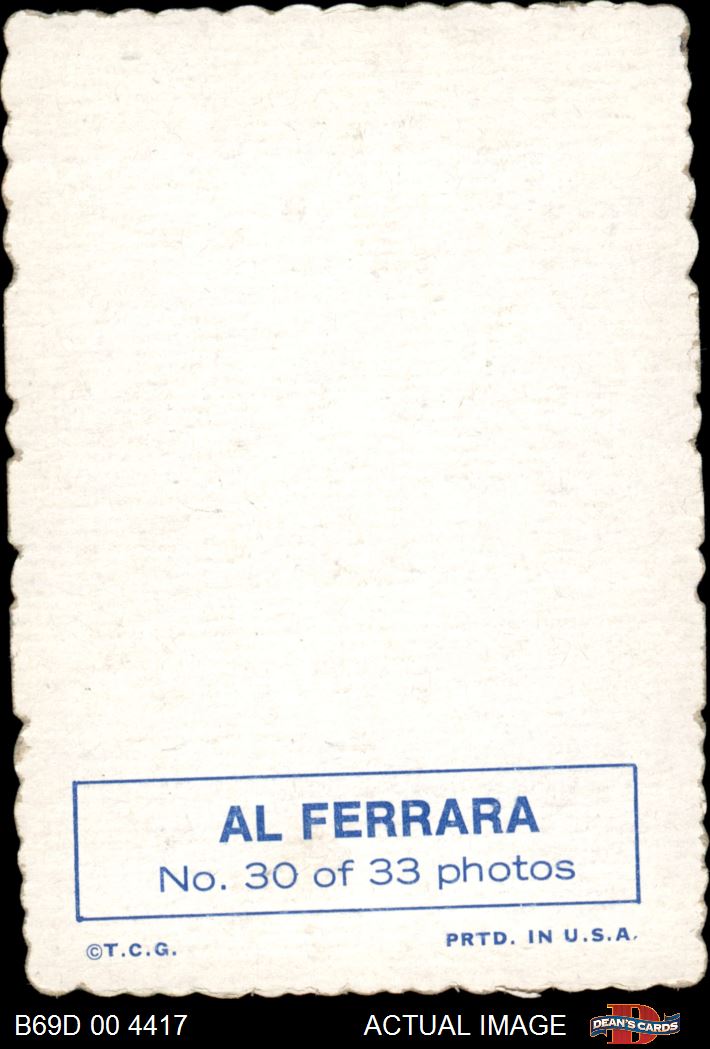 AL FERRARA
No. 30 of 33 photos
©T.C.G. PRTD. IN U.S.A.
B69D 00 4417 ACTUAL IMAGE DEAN'S CARDS